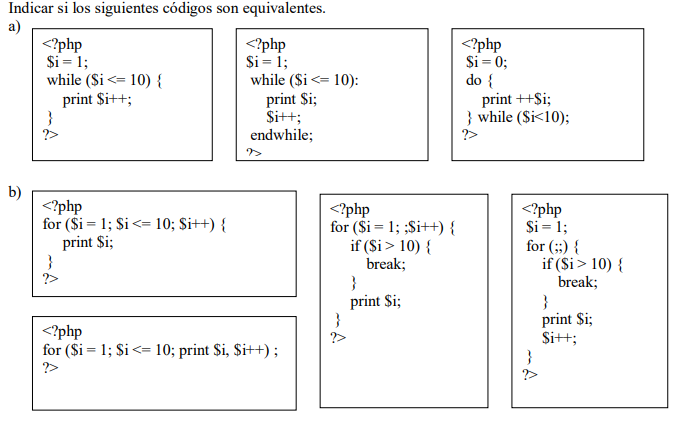 Indicar si los siguientes códigos son equivalentes.
a)
<?php
$i = 1;
while ($i <= 10) {
print $i++;
}
?>
<?php
$i = 1;
while ($i <= 10):
print $i;
$i++;
endwhile;
?>
<?php
$i = 0;
do {
print ++$i;
} while ($i<10);
?>
b)
<?php
for ($i = 1; $i <= 10; $i++) {
print $i;
}
?>
<?php
for ($i = 1; $i <= 10; print $i, $i++) ;
?>
<?php
for ($i = 1; ;$i++) {
if ($i > 10) {
break;
}
print $i;
}
?>
<?php
$i = 1;
for (;;) {
if ($i > 10) {
break;
}
print $i;
$i++;
}
?>